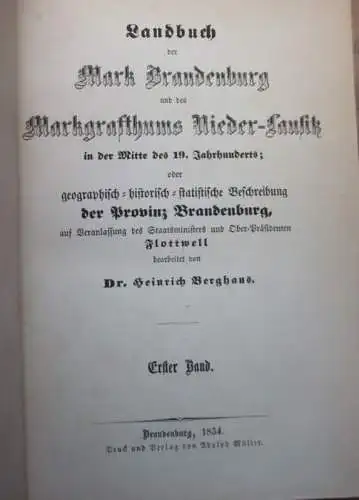 Landbuch
der
Mark Brandenburg
und des
Markgrafthums Nieder-Lausitz
in der Mitte des 19. Jahrhunderts;
oder
geographisch-historisch-statistische Beschreibung
der Provinz Brandenburg,
auf Veranlassung des Staatsministers und Ober-Präsidenten
Flottwell
bearbeitet von
Dr. Heinrich Berghaus.
Erster Band.
Brandenburg, 1854.
Druck und Verlag von Adolph Müller.